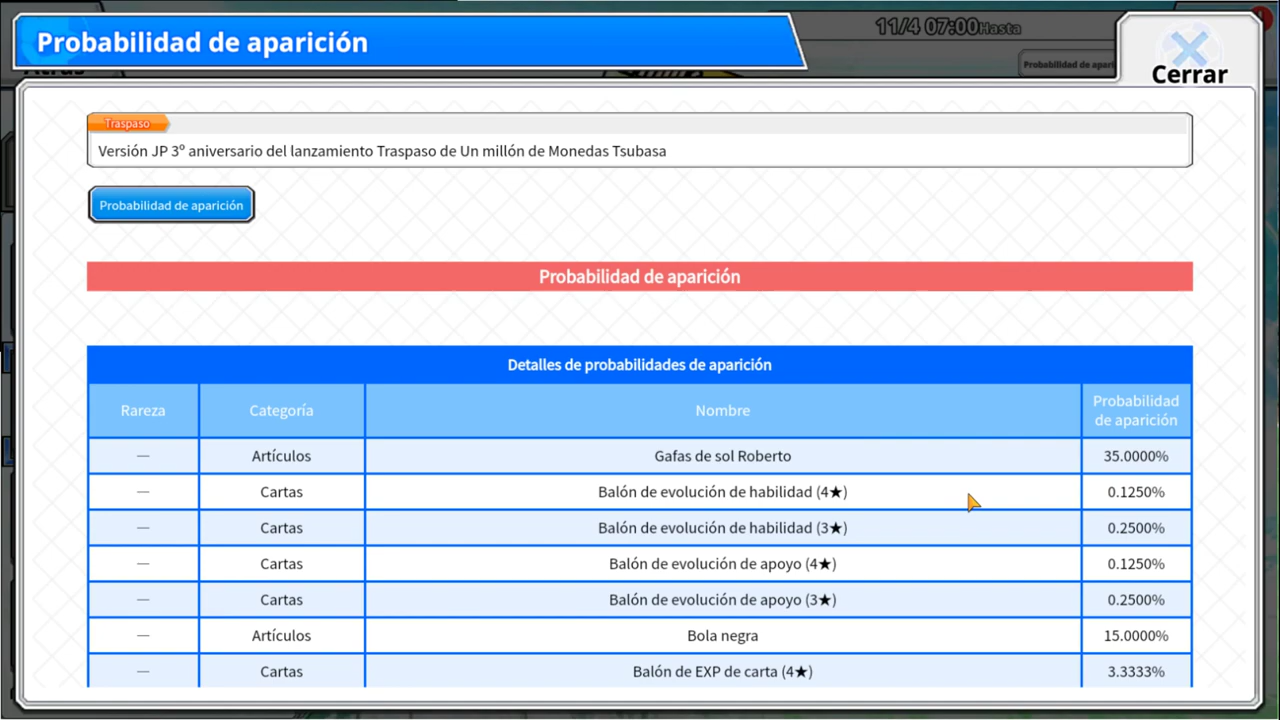 Probabilidad de aparición
11/4 07:00Hasta
Probabilidad de apari
Cerrar
Atrás
Traspaso
Versión JP 3º aniversario del lanzamiento Traspaso de Un millón de Monedas Tsubasa
Probabilidad de aparición
Probabilidad de aparición
Detalles de probabilidades de aparición
Rareza Categoría Nombre Probabilidad de aparición
— Artículos Gafas de sol Roberto 35.0000%
— Cartas Balón de evolución de habilidad (4★) 0.1250%
— Cartas Balón de evolución de habilidad (3★) 0.2500%
— Cartas Balón de evolución de apoyo (4★) 0.1250%
— Cartas Balón de evolución de apoyo (3★) 0.2500%
— Artículos Bola negra 15.0000%
— Cartas Balón de EXP de carta (4★) 3.3333%